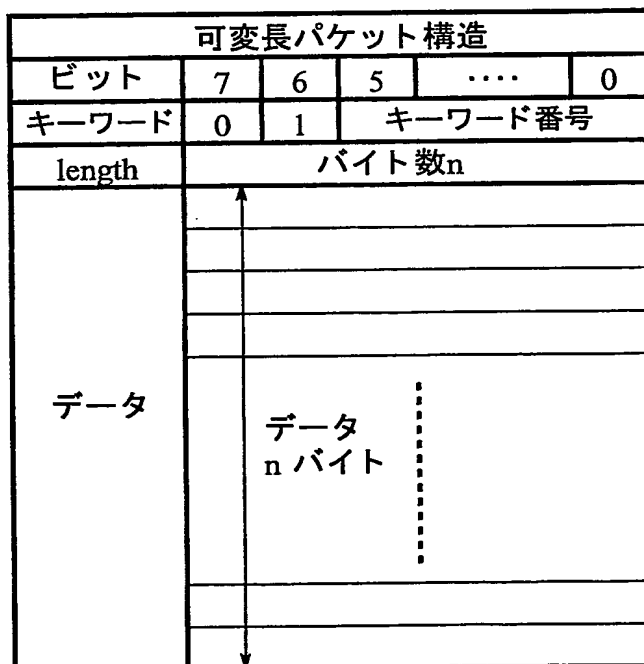 可変長パケット構造
ビット 7 6 5 ‥‥ 0
キーワード 0 1 キーワード番号
length バイト数n
データ
データ
n バイト